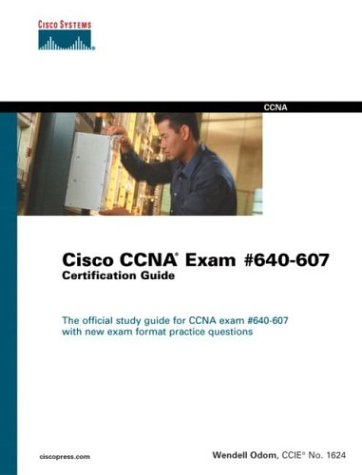 CISCO SYSTEMS
CCNA
Cisco CCNA® Exam #640-607
Certification Guide
The official study guide for CCNA exam #640-607
with new exam format practice questions
ciscopress.com
Wendell Odom, CCIE® No. 1624